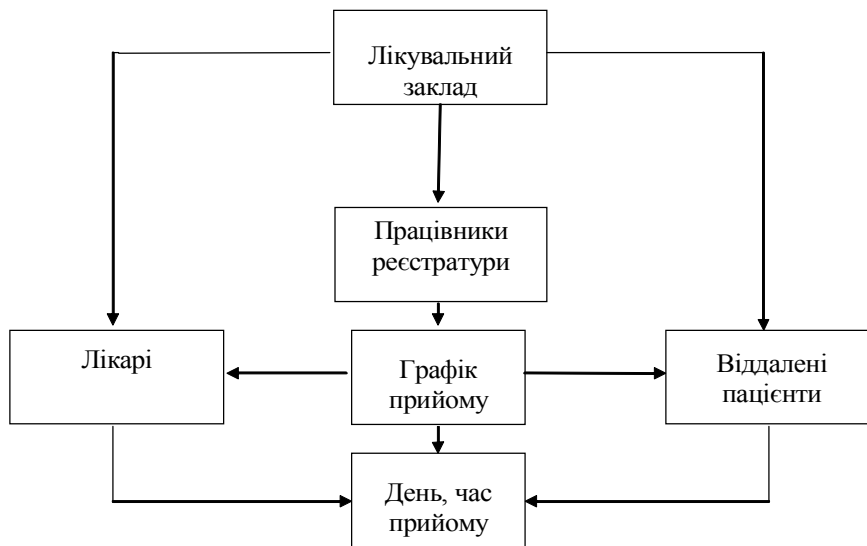 Лікувальний
заклад
Працівники
реєстратури
Лікарі
Графік
прийому
Віддалені
пацієнти
День, час
прийому